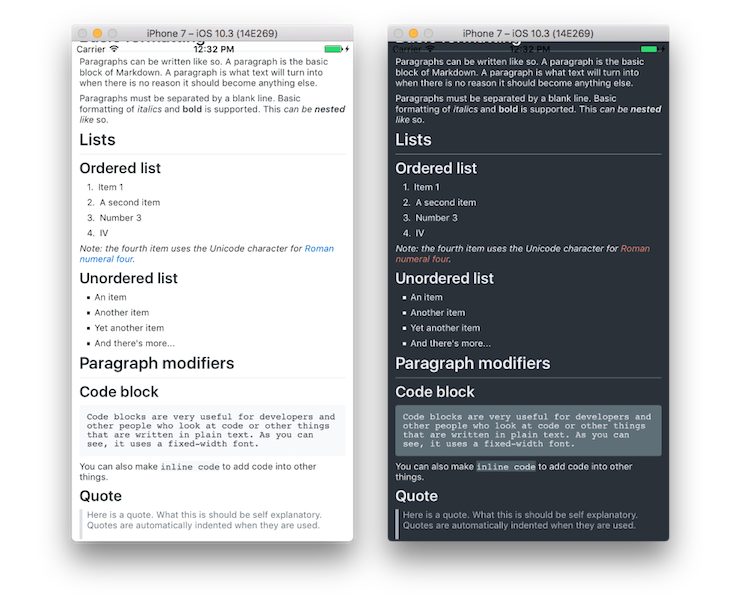 iPhone 7 – iOS 10.3 (14E269)
Carrier 12:32 PM
Paragraphs can be written like so. A paragraph is the basic
block of Markdown. A paragraph is what text will turn into
when there is no reason it should become anything else.
Paragraphs must be separated by a blank line. Basic
formatting of italics and bold is supported. This can be nested
like so.
Lists
Ordered list
1. Item 1
2. A second item
3. Number 3
4. IV
Note: the fourth item uses the Unicode character for Roman
numeral four.
Unordered list
▪ An item
▪ Another item
▪ Yet another item
▪ And there's more...
Paragraph modifiers
Code block
Code blocks are very useful for developers and
other people who look at code or other things
that are written in plain text. As you can
see, it uses a fixed-width font.
You can also make inline code to add code into other
things.
Quote
Here is a quote. What this is should be self explanatory.
Quotes are automatically indented when they are used.
iPhone 7 – iOS 10.3 (14E269)
Carrier 12:32 PM
Paragraphs can be written like so. A paragraph is the basic
block of Markdown. A paragraph is what text will turn into
when there is no reason it should become anything else.
Paragraphs must be separated by a blank line. Basic
formatting of italics and bold is supported. This can be nested
like so.
Lists
Ordered list
1. Item 1
2. A second item
3. Number 3
4. IV
Note: the fourth item uses the Unicode character for Roman
numeral four.
Unordered list
▪ An item
▪ Another item
▪ Yet another item
▪ And there's more...
Paragraph modifiers
Code block
Code blocks are very useful for developers and
other people who look at code or other things
that are written in plain text. As you can
see, it uses a fixed-width font.
You can also make inline code to add code into other
things.
Quote
Here is a quote. What this is should be self explanatory.
Quotes are automatically indented when they are used.